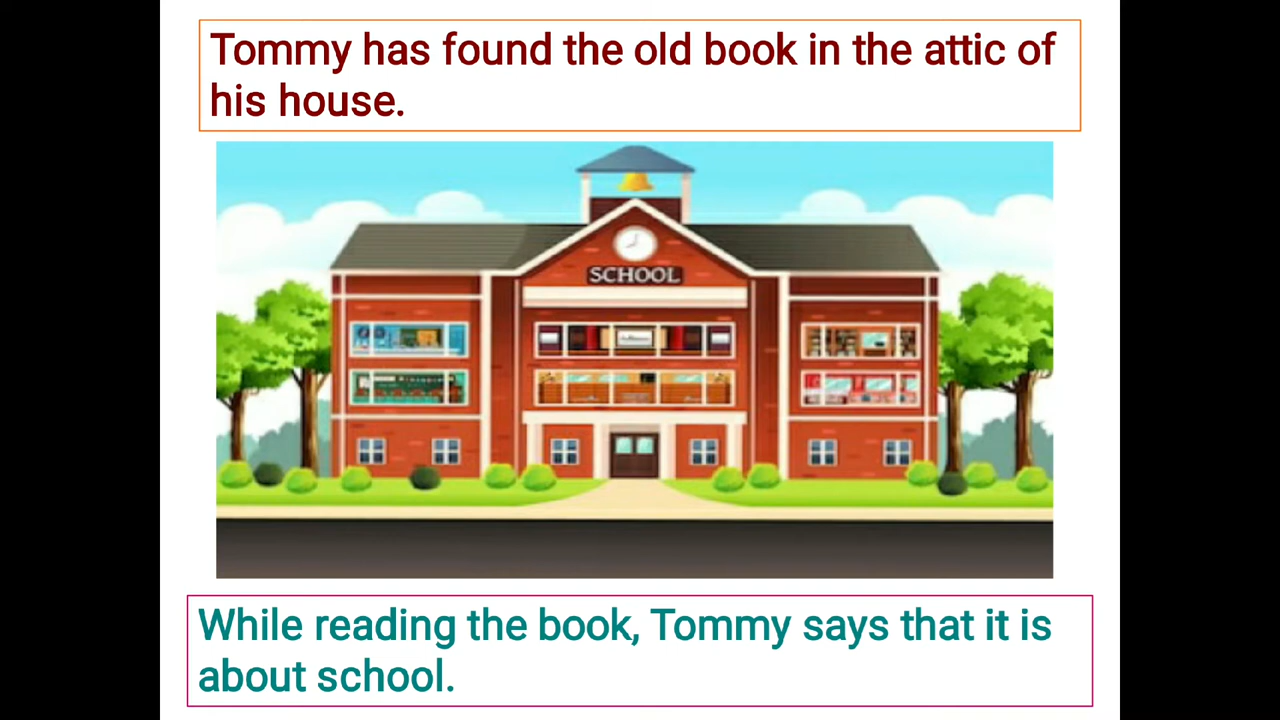 Tommy has found the old book in the attic of
his house.
SCHOOL
While reading the book, Tommy says that it is
about school.